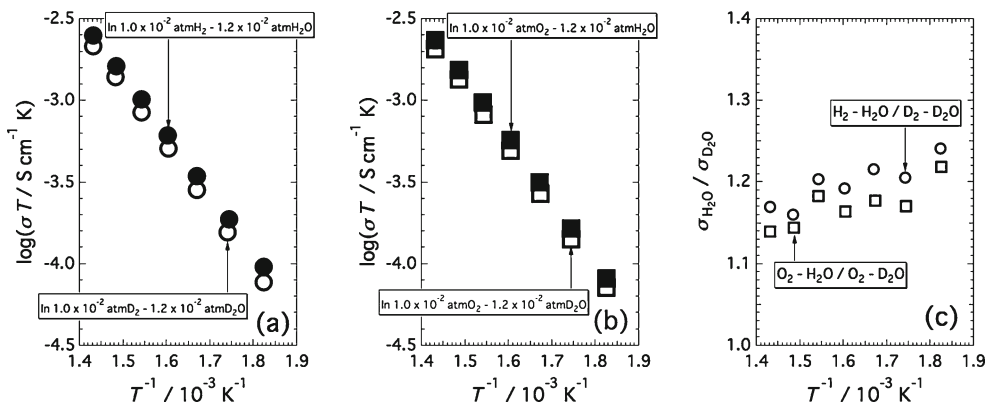 -2.5
-3.0
-3.5
-4.0
-4.5
log(σT / S cm⁻¹ K)
In 1.0 x 10⁻² atmH₂ - 1.2 x 10⁻² atmH₂O
In 1.0 x 10⁻² atmD₂ - 1.2 x 10⁻² atmD₂O
(a)
1.4 1.5 1.6 1.7 1.8 1.9
T⁻¹ / 10⁻³ K⁻¹
-2.5
-3.0
-3.5
-4.0
-4.5
log(σT / S cm⁻¹ K)
In 1.0 x 10⁻² atmO₂ - 1.2 x 10⁻² atmH₂O
In 1.0 x 10⁻² atmO₂ - 1.2 x 10⁻² atmD₂O
(b)
1.4 1.5 1.6 1.7 1.8 1.9
T⁻¹ / 10⁻³ K⁻¹
1.4
1.3
1.2
1.1
1.0
σH₂O / σD₂O
H₂ - H₂O / D₂ - D₂O
O₂ - H₂O / O₂ - D₂O
(c)
1.4 1.5 1.6 1.7 1.8 1.9
T⁻¹ / 10⁻³ K⁻¹